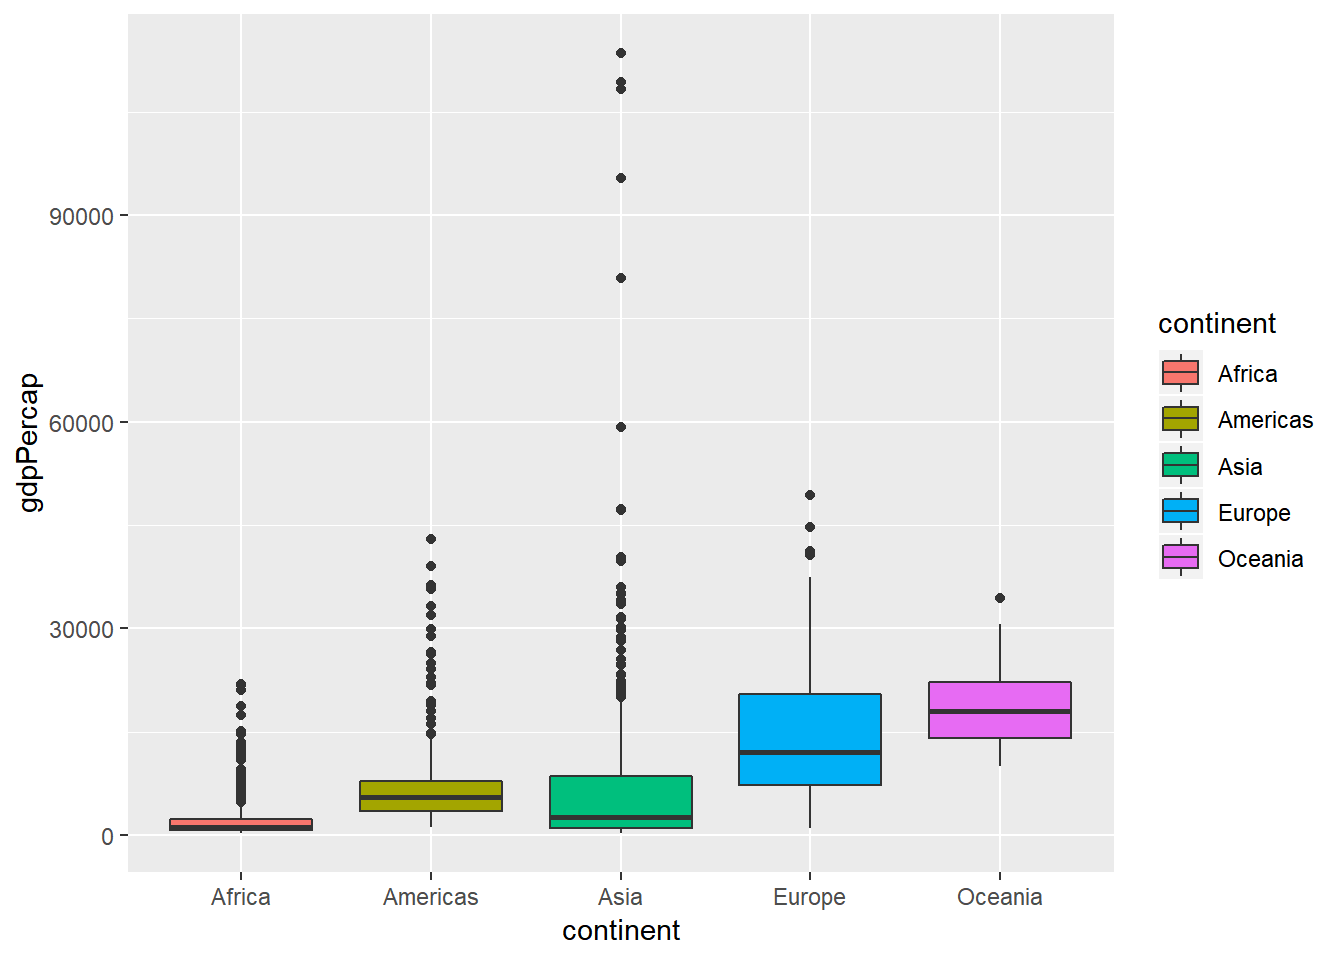 gdpPercap
90000
60000
30000
0
Africa
Americas
Asia
Europe
Oceania
continent
continent
Africa
Americas
Asia
Europe
Oceania